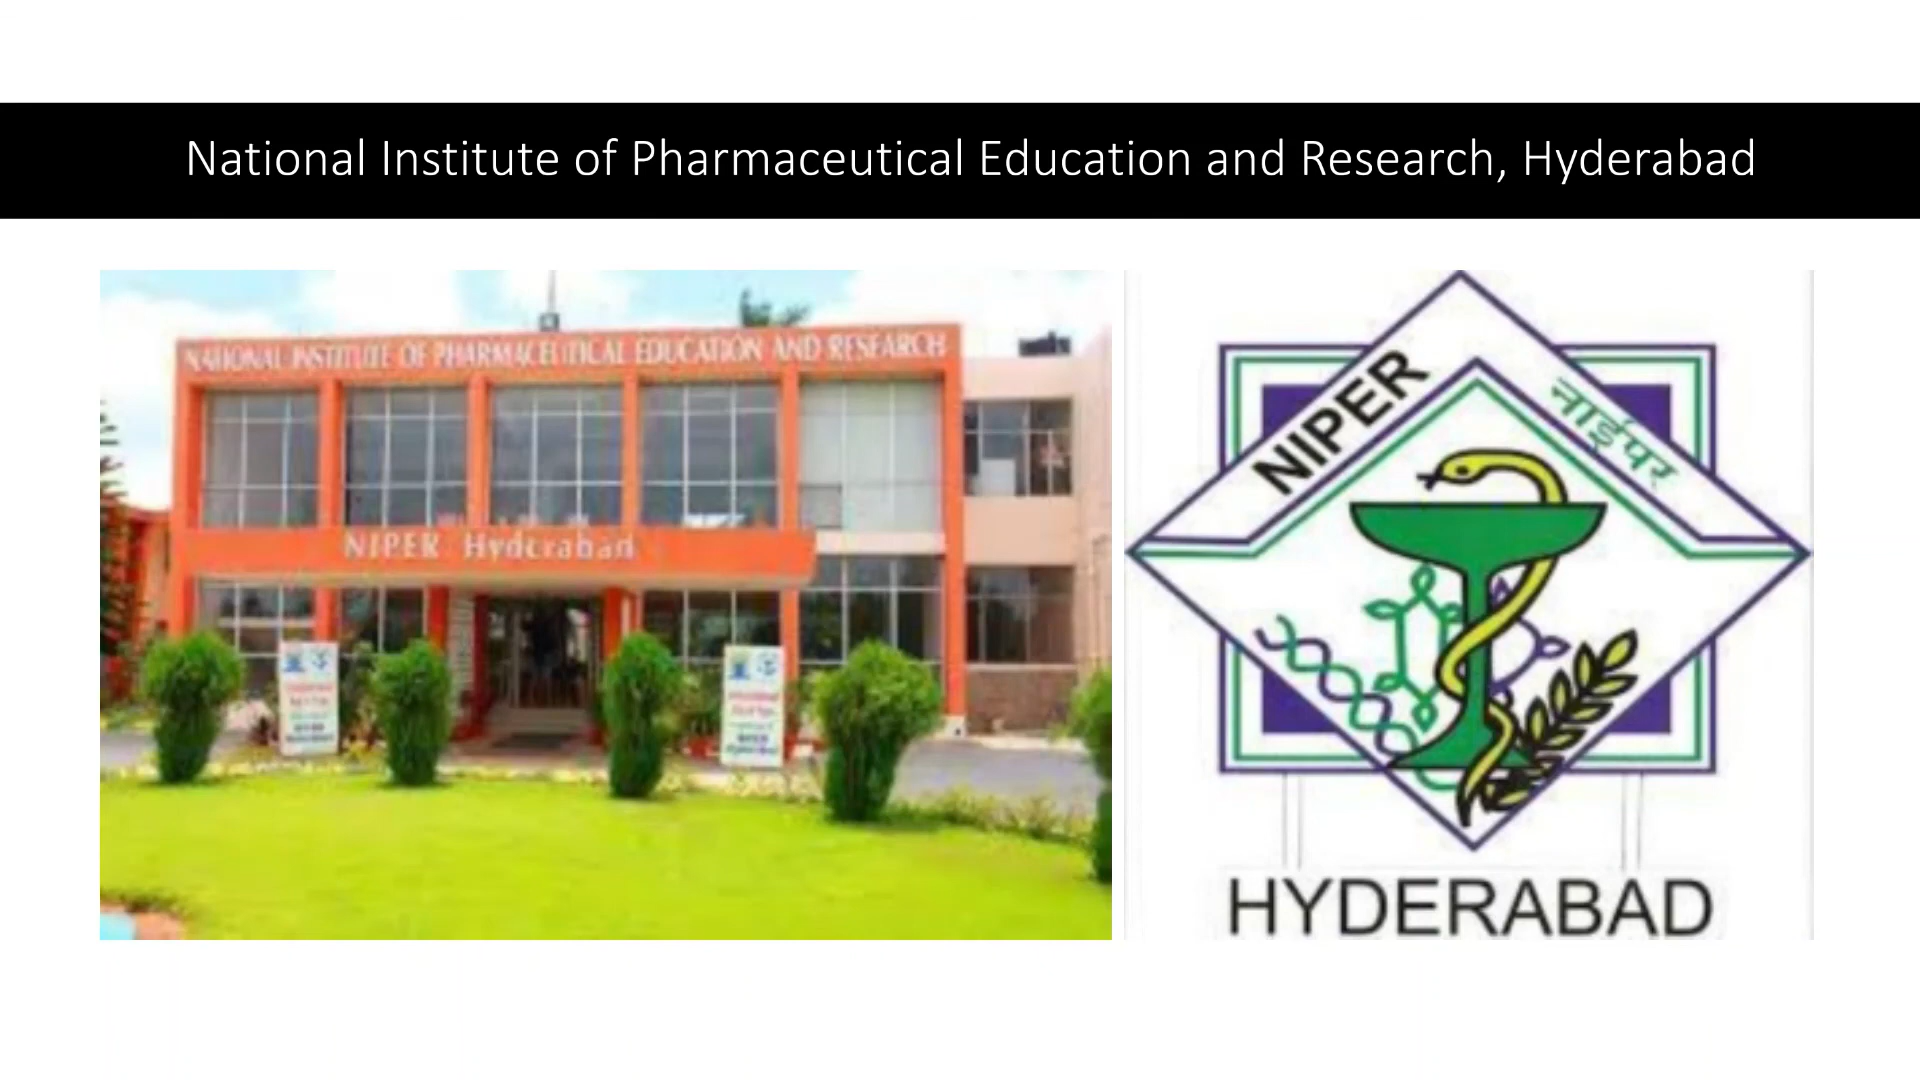 National Institute of Pharmaceutical Education and Research, Hyderabad
NATIONAL INSTITUTE OF PHARMACEUTICAL EDUCATION AND RESEARCH
NIPER Hyderabad
NIPER
नाईपर
HYDERABAD